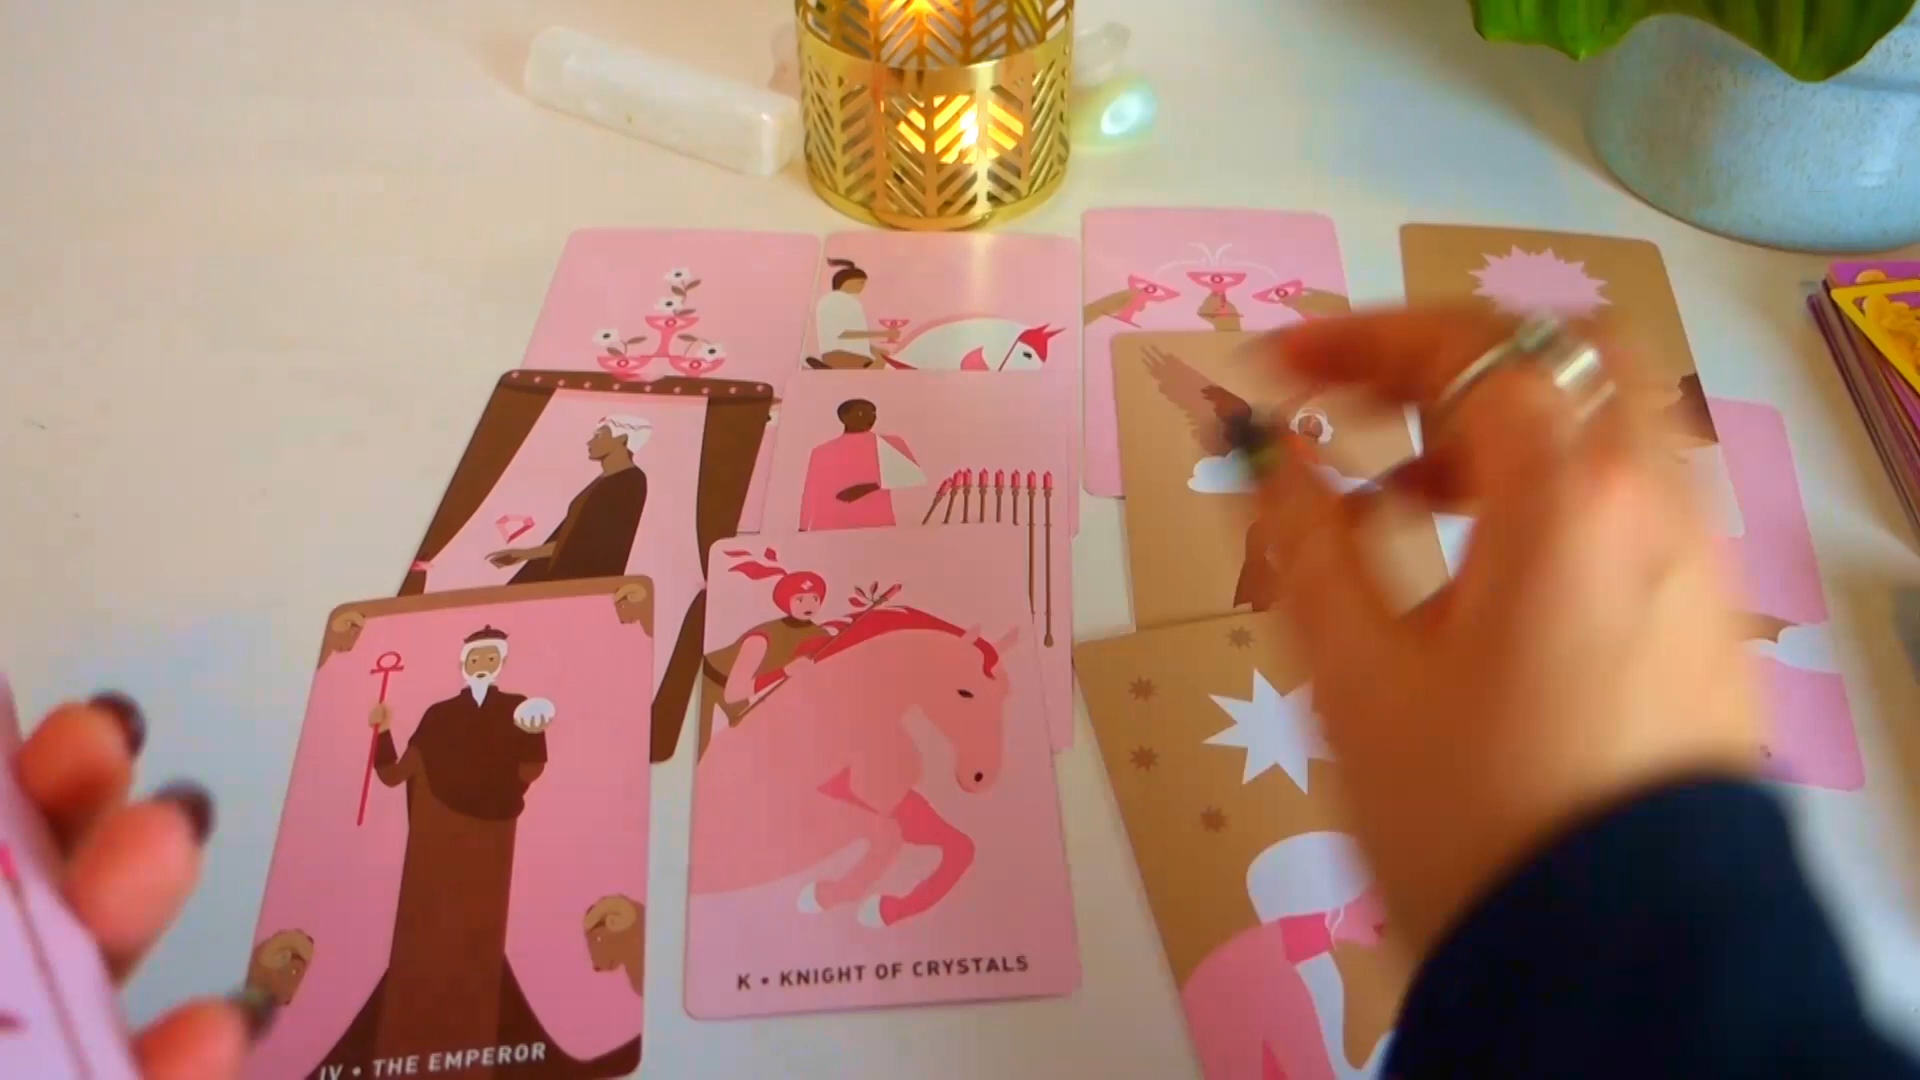 K • KNIGHT OF CRYSTALS
IV • THE EMPEROR